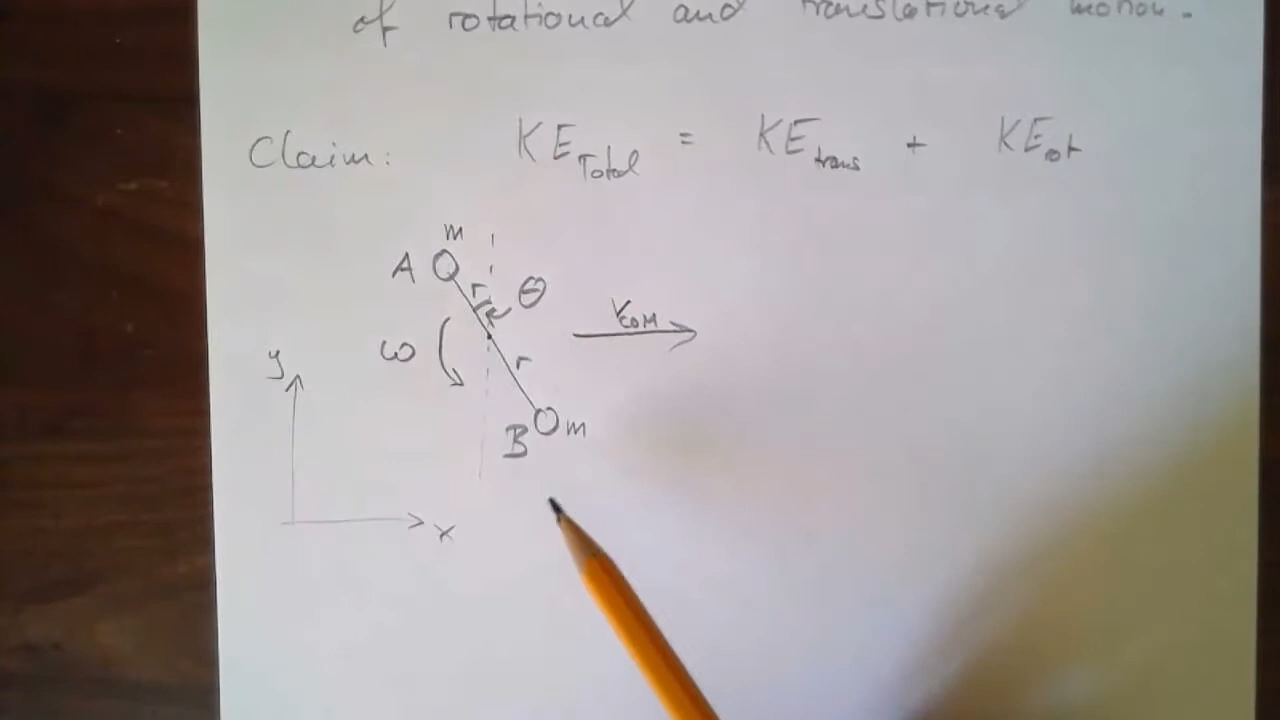 of rotational and translational motion.
Claim: KE_Total = KE_trans + KE_rot
m
A
r
θ
ω
V_COM
r
y
B
m
x